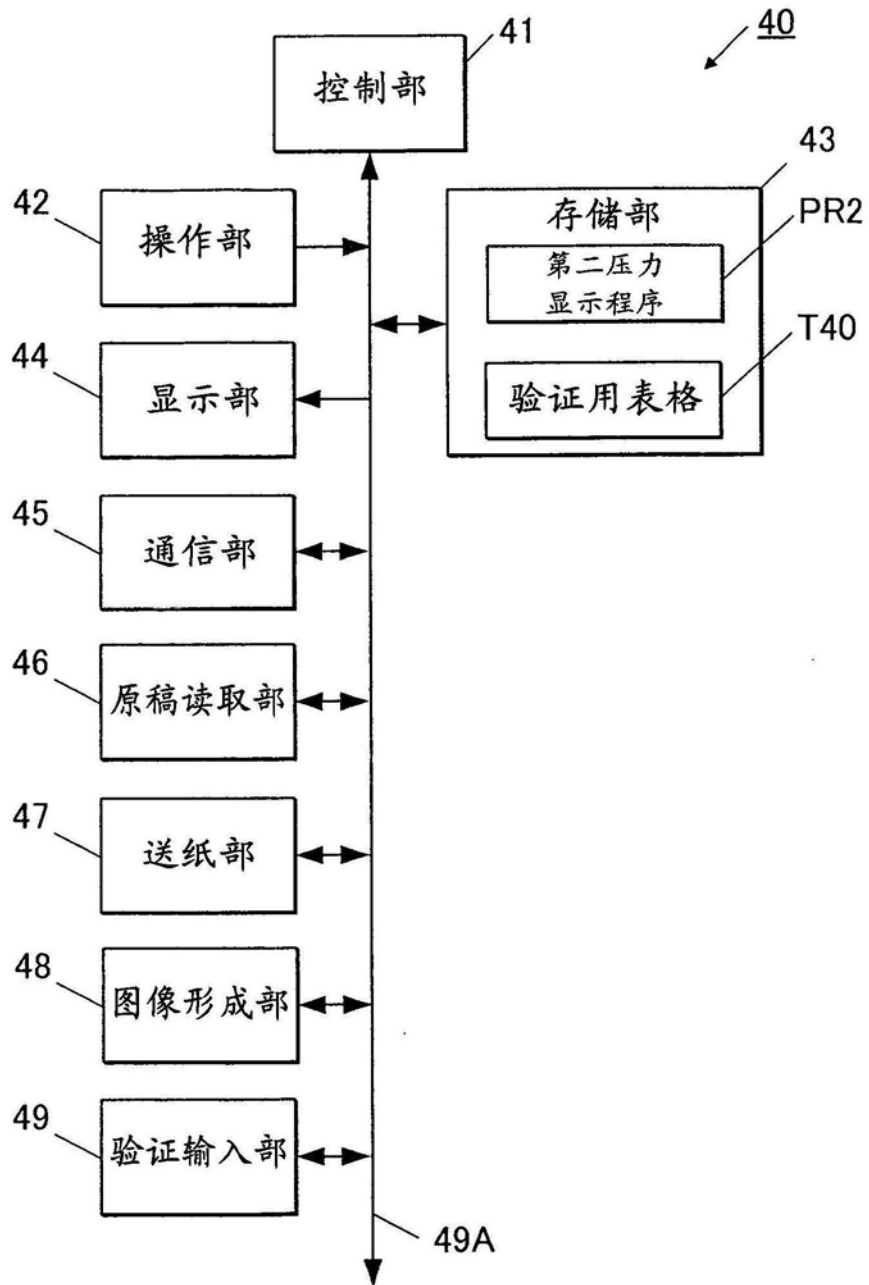 40
41
控制部
43
42
操作部
存储部
PR2
第二压力
显示程序
T40
验证用表格
44
显示部
45
通信部
46
原稿读取部
47
送纸部
48
图像形成部
49
验证输入部
49A